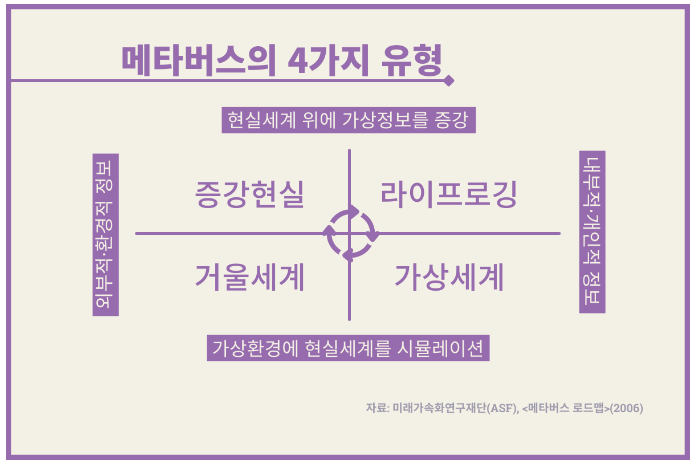 메타버스의 4가지 유형
현실세계 위에 가상정보를 증강
외부적·환경적 정보
내부적·개인적 정보
증강현실
라이프로깅
거울세계
가상세계
가상환경에 현실세계를 시뮬레이션
자료: 미래가속화연구재단(ASF), <메타버스 로드맵>(2006)